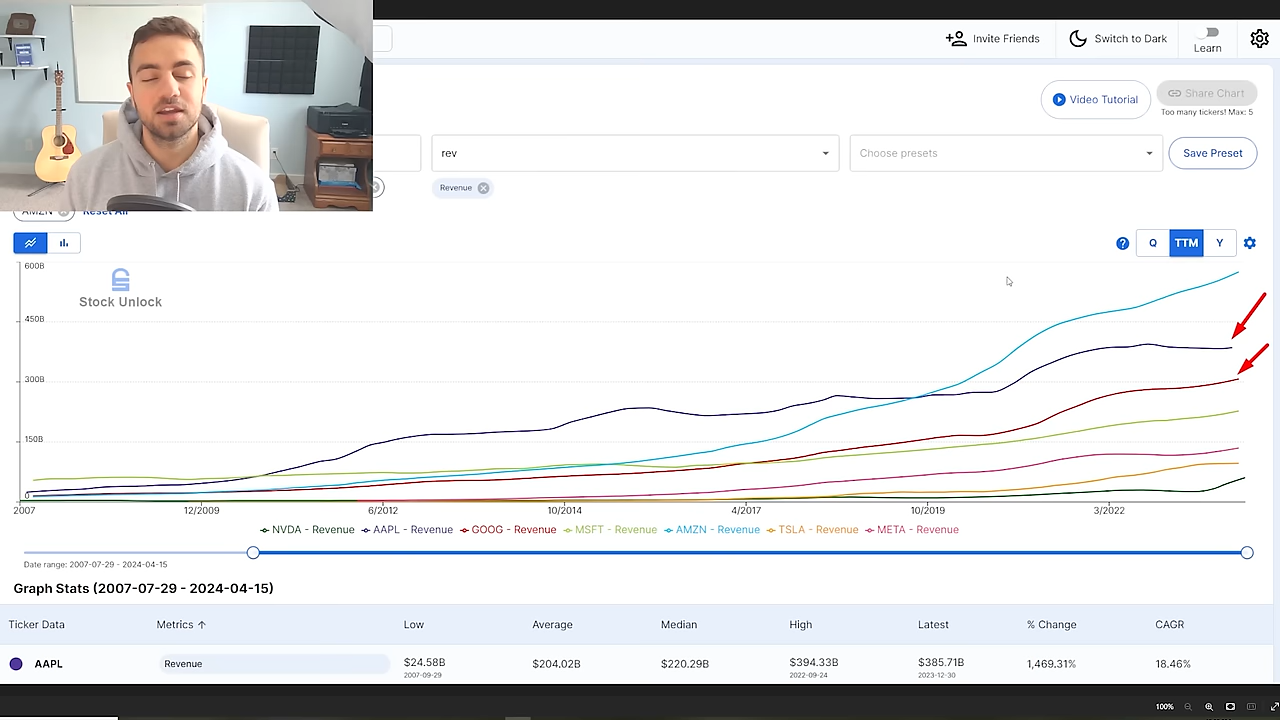 Invite Friends
Switch to Dark
Learn
Video Tutorial
Share Chart
Too many tickers! Max: 5
rev
Choose presets
Save Preset
Revenue
AMZN
Reset All
Q
TTM
Y
600B
450B
300B
150B
0
Stock Unlock
2007
12/2009
6/2012
10/2014
4/2017
10/2019
3/2022
NVDA - Revenue
AAPL - Revenue
GOOG - Revenue
MSFT - Revenue
AMZN - Revenue
TSLA - Revenue
META - Revenue
Date range: 2007-07-29 - 2024-04-15
Graph Stats (2007-07-29 - 2024-04-15)
Ticker Data
Metrics ↑
Low
Average
Median
High
Latest
% Change
CAGR
AAPL
Revenue
$24.58B
2007-09-29
$204.02B
$220.29B
$394.33B
2022-09-24
$385.71B
2023-12-30
1,469.31%
18.46%
100%